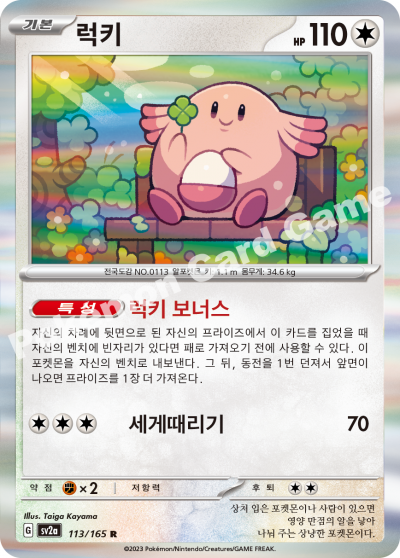 기본 럭키 HP 110
전국도감 NO.0113 알포켓몬 키: 1.1m 몸무게: 34.6kg
특성 럭키 보너스
자신의 차례에 뒷면으로 된 자신의 프라이즈에서 이 카드를 집었을 때
자신의 벤치에 빈자리가 있다면 패로 가져오기 전에 사용할 수 있다. 이
포켓몬을 자신의 벤치로 내보낸다. 그 뒤, 동전을 1번 던져서 앞면이
나오면 프라이즈를 1장 더 가져온다.
세게때리기 70
약점 ×2 저항력 후퇴
Illus. Taiga Kayama
G sv2a 113/165 R
상처 입은 포켓몬이나 사람이 있으면
영양 만점의 알을 낳아
나눠 주는 상냥한 포켓몬이다.
©2023 Pokémon/Nintendo/Creatures/GAME FREAK.
Pokémon Card Game